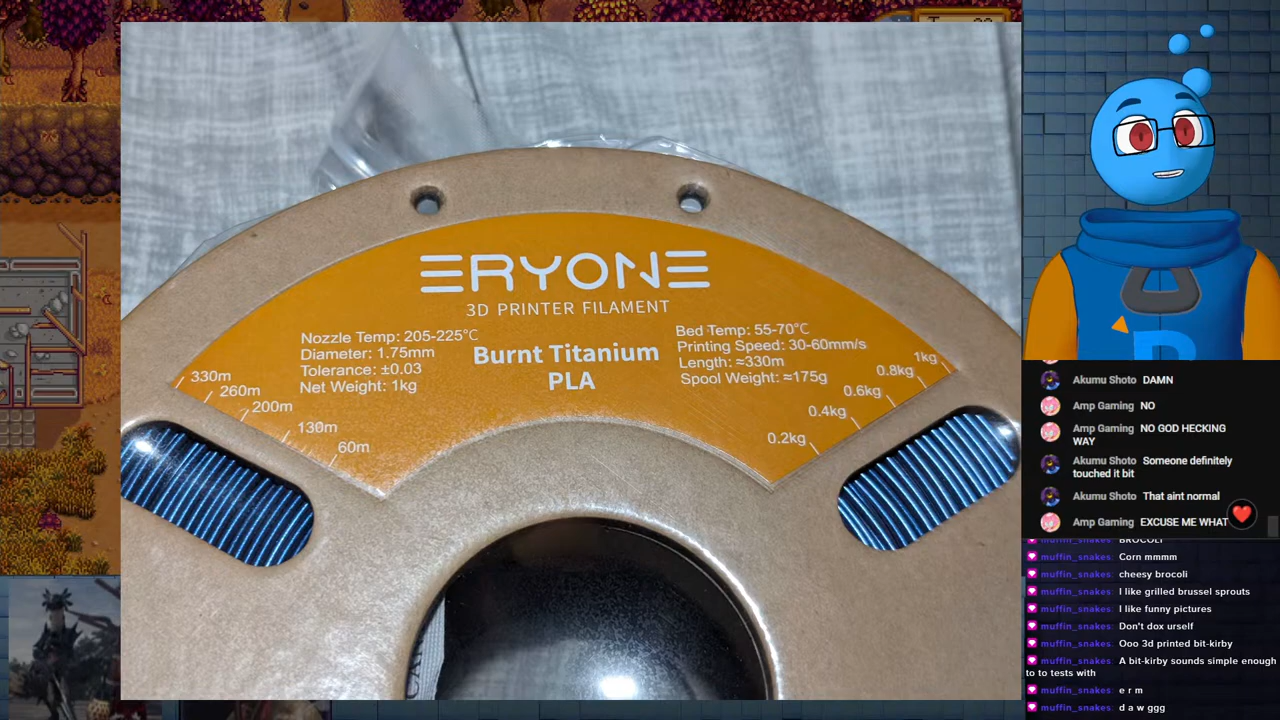 ERYONE
3D PRINTER FILAMENT
Nozzle Temp: 205-225℃
Diameter: 1.75mm
Tolerance: ±0.03
Net Weight: 1kg
Burnt Titanium
PLA
Bed Temp: 55-70℃
Printing Speed: 30-60mm/s
Length: ≈330m
Spool Weight: ≈175g
330m
260m
200m
130m
60m
1kg
0.8kg
0.6kg
0.4kg
0.2kg
Akumu Shoto DAMN
Amp Gaming NO
Amp Gaming NO GOD HECKING
WAY
Akumu Shoto Someone definitely
touched it bit
Akumu Shoto That aint normal
Amp Gaming EXCUSE ME WHAT
muffin_snakes: BROCOLI
muffin_snakes: Corn mmmm
muffin_snakes: cheesy brocoli
muffin_snakes: I like grilled brussel sprouts
muffin_snakes: I like funny pictures
muffin_snakes: Don't dox urself
muffin_snakes: Ooo 3d printed bit-kirby
muffin_snakes: A bit-kirby sounds simple enough
to to tests with
muffin_snakes: e r m
muffin_snakes: d a w ggg